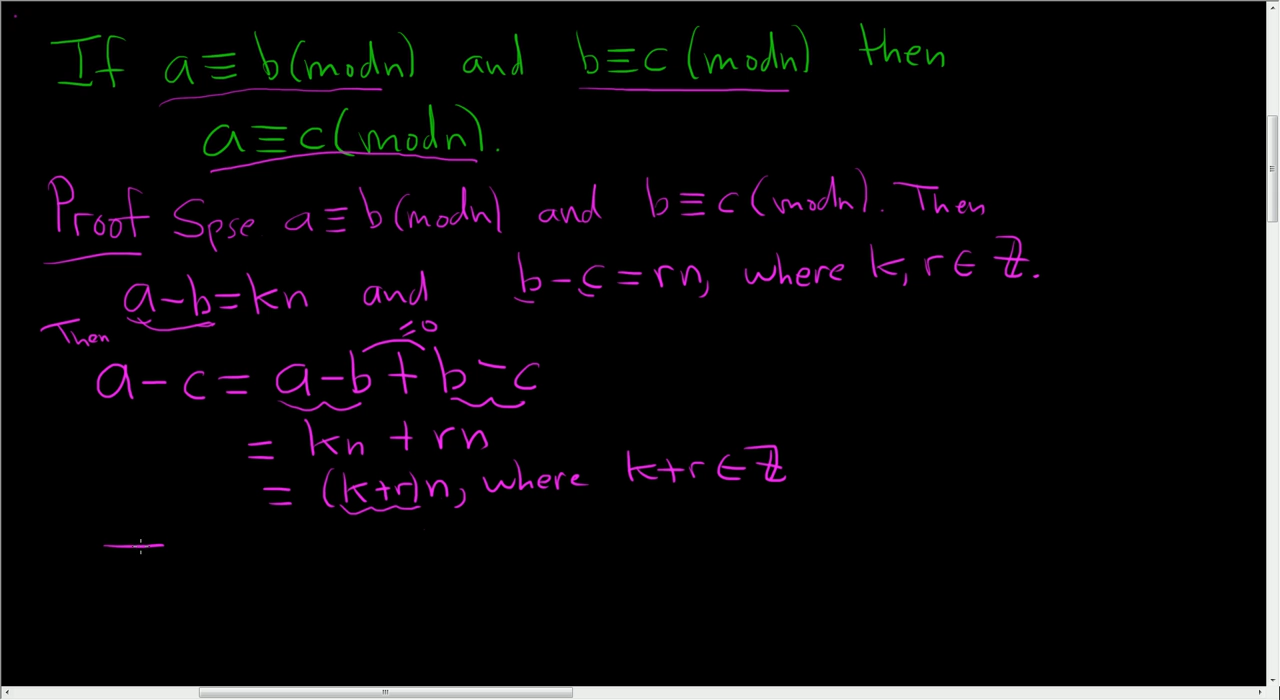 If a ≡ b(mod n) and b ≡ c (mod n) then
a ≡ c(mod n).
Proof Spse a ≡ b(mod n) and b ≡ c (mod n). Then
a-b = kn and b-c = rn, where k, r ∈ ℤ.
Then
=0
a-c = a-b + b-c
= kn + rn
= (k+r)n, where k+r ∈ ℤ